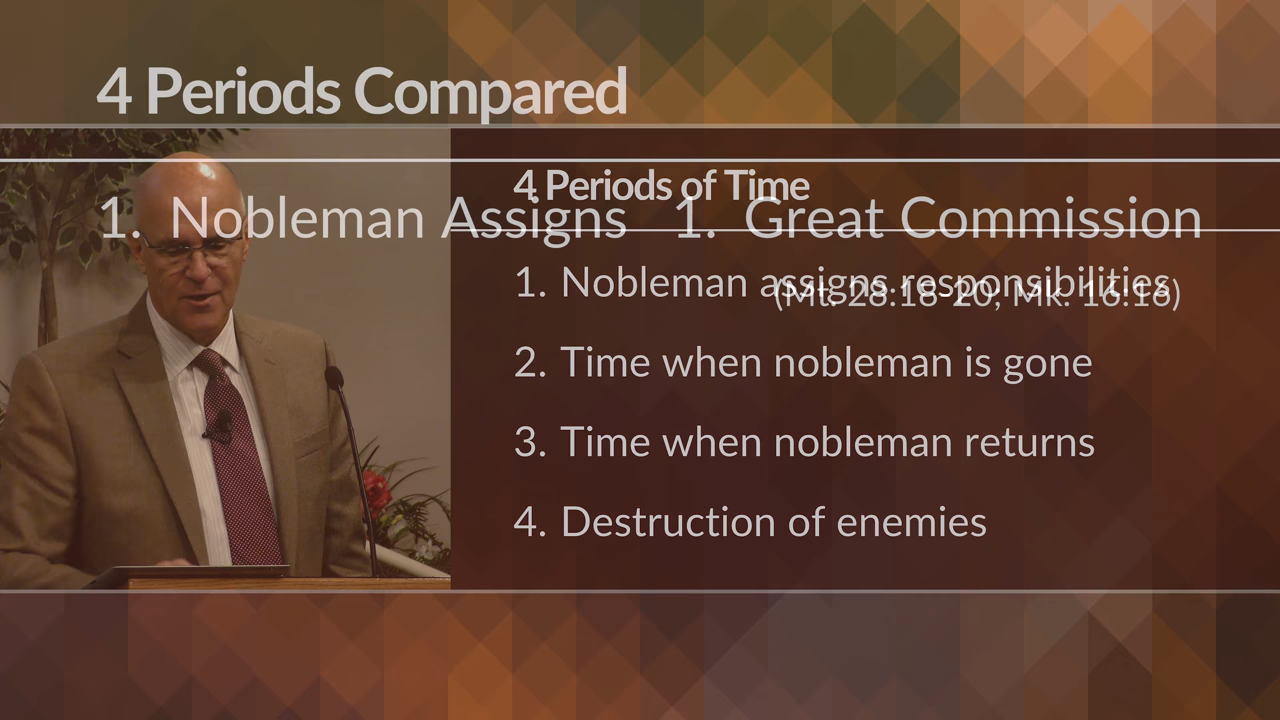 4 Periods Compared
4 Periods of Time
1. Nobleman Assigns 1. Great Commission
1. Nobleman assigns responsibilities
(Mt. 28:18-20; Mk. 16:16)
2. Time when nobleman is gone
3. Time when nobleman returns
4. Destruction of enemies